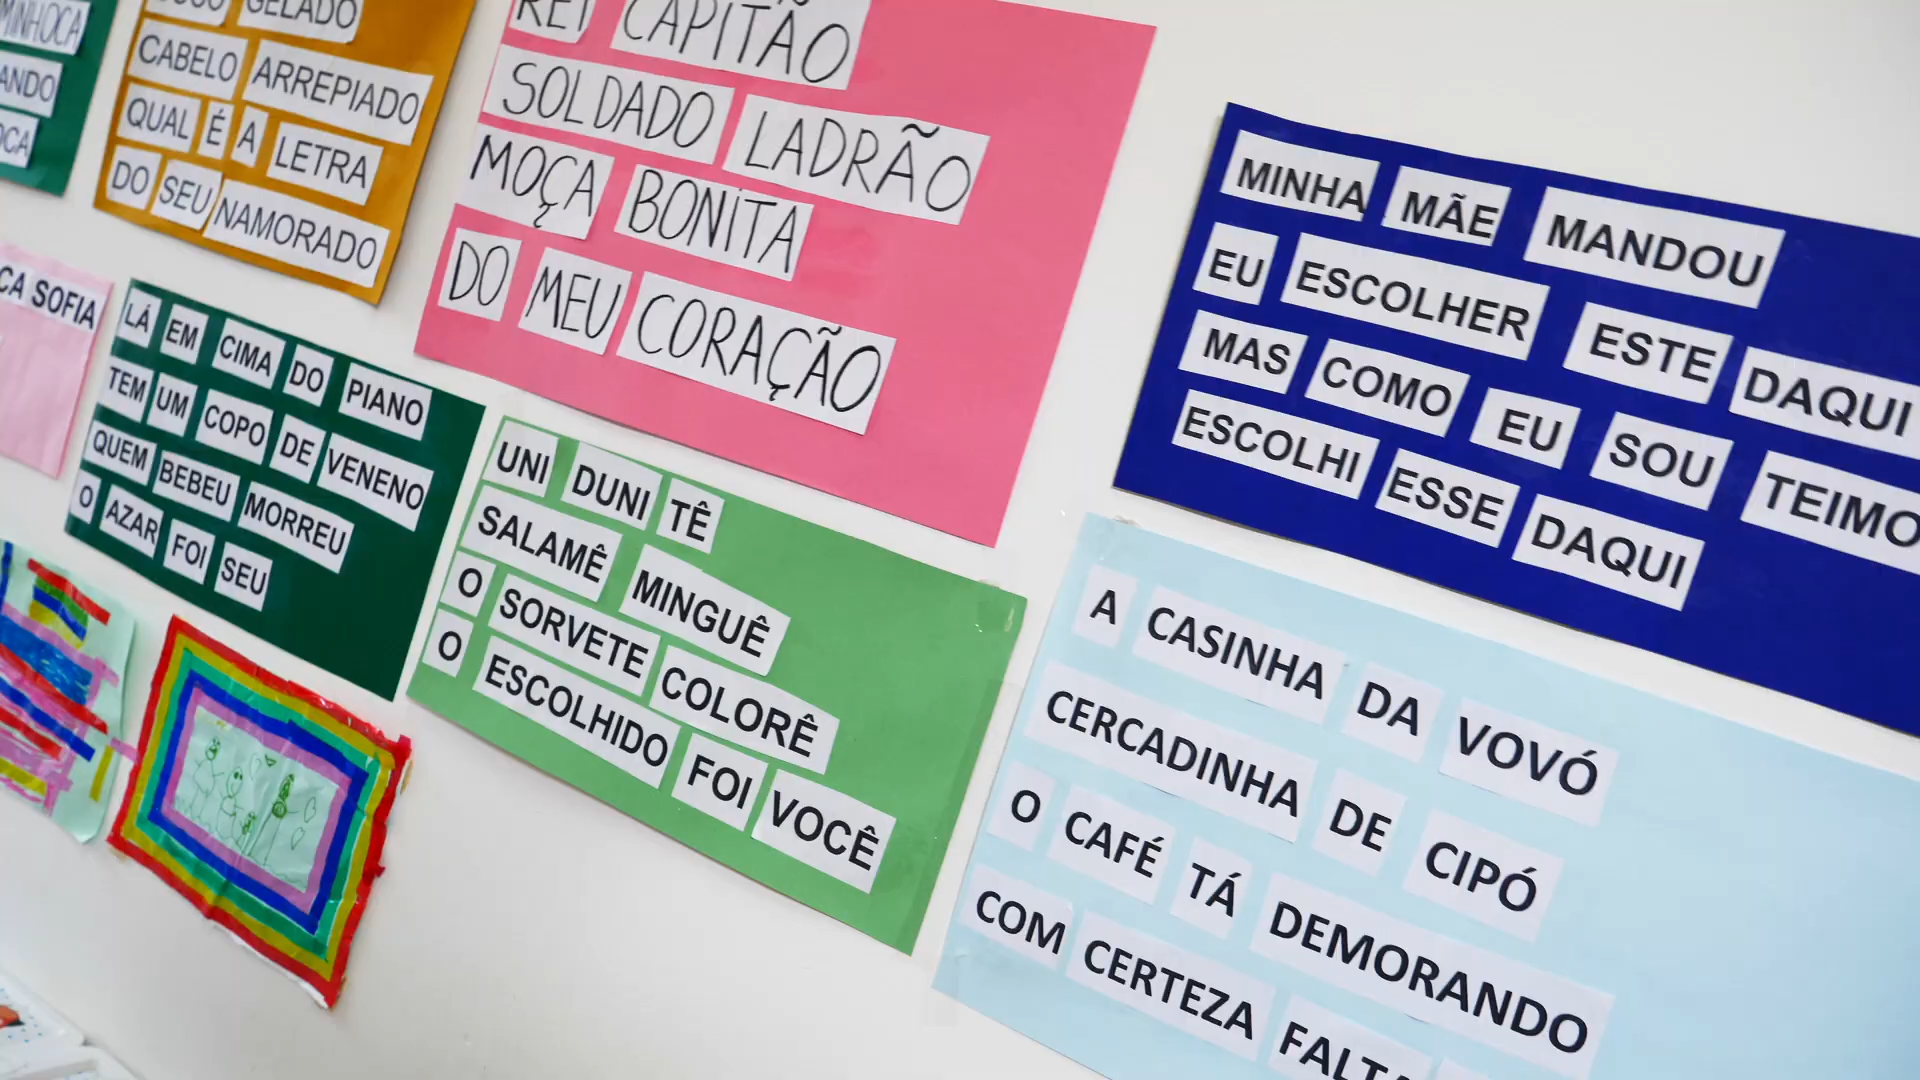 GELADO
CABELO ARREPIADO
QUAL É A LETRA
DO SEU NAMORADO
REI CAPITÃO
SOLDADO LADRÃO
MOÇA BONITA
DO MEU CORAÇÃO
MINHA MÃE MANDOU
EU ESCOLHER ESTE DAQUI
MAS COMO EU SOU TEIMO
ESCOLHI ESSE DAQUI
SOFIA
LÁ EM CIMA DO PIANO
TEM UM COPO DE VENENO
QUEM BEBEU MORREU
O AZAR FOI SEU
UNI DUNI TÊ
SALAMÊ MINGUÊ
O SORVETE COLORÊ
O ESCOLHIDO FOI VOCÊ
A CASINHA DA VOVÓ
CERCADINHA DE CIPÓ
O CAFÉ TÁ DEMORANDO
COM CERTEZA FALTA